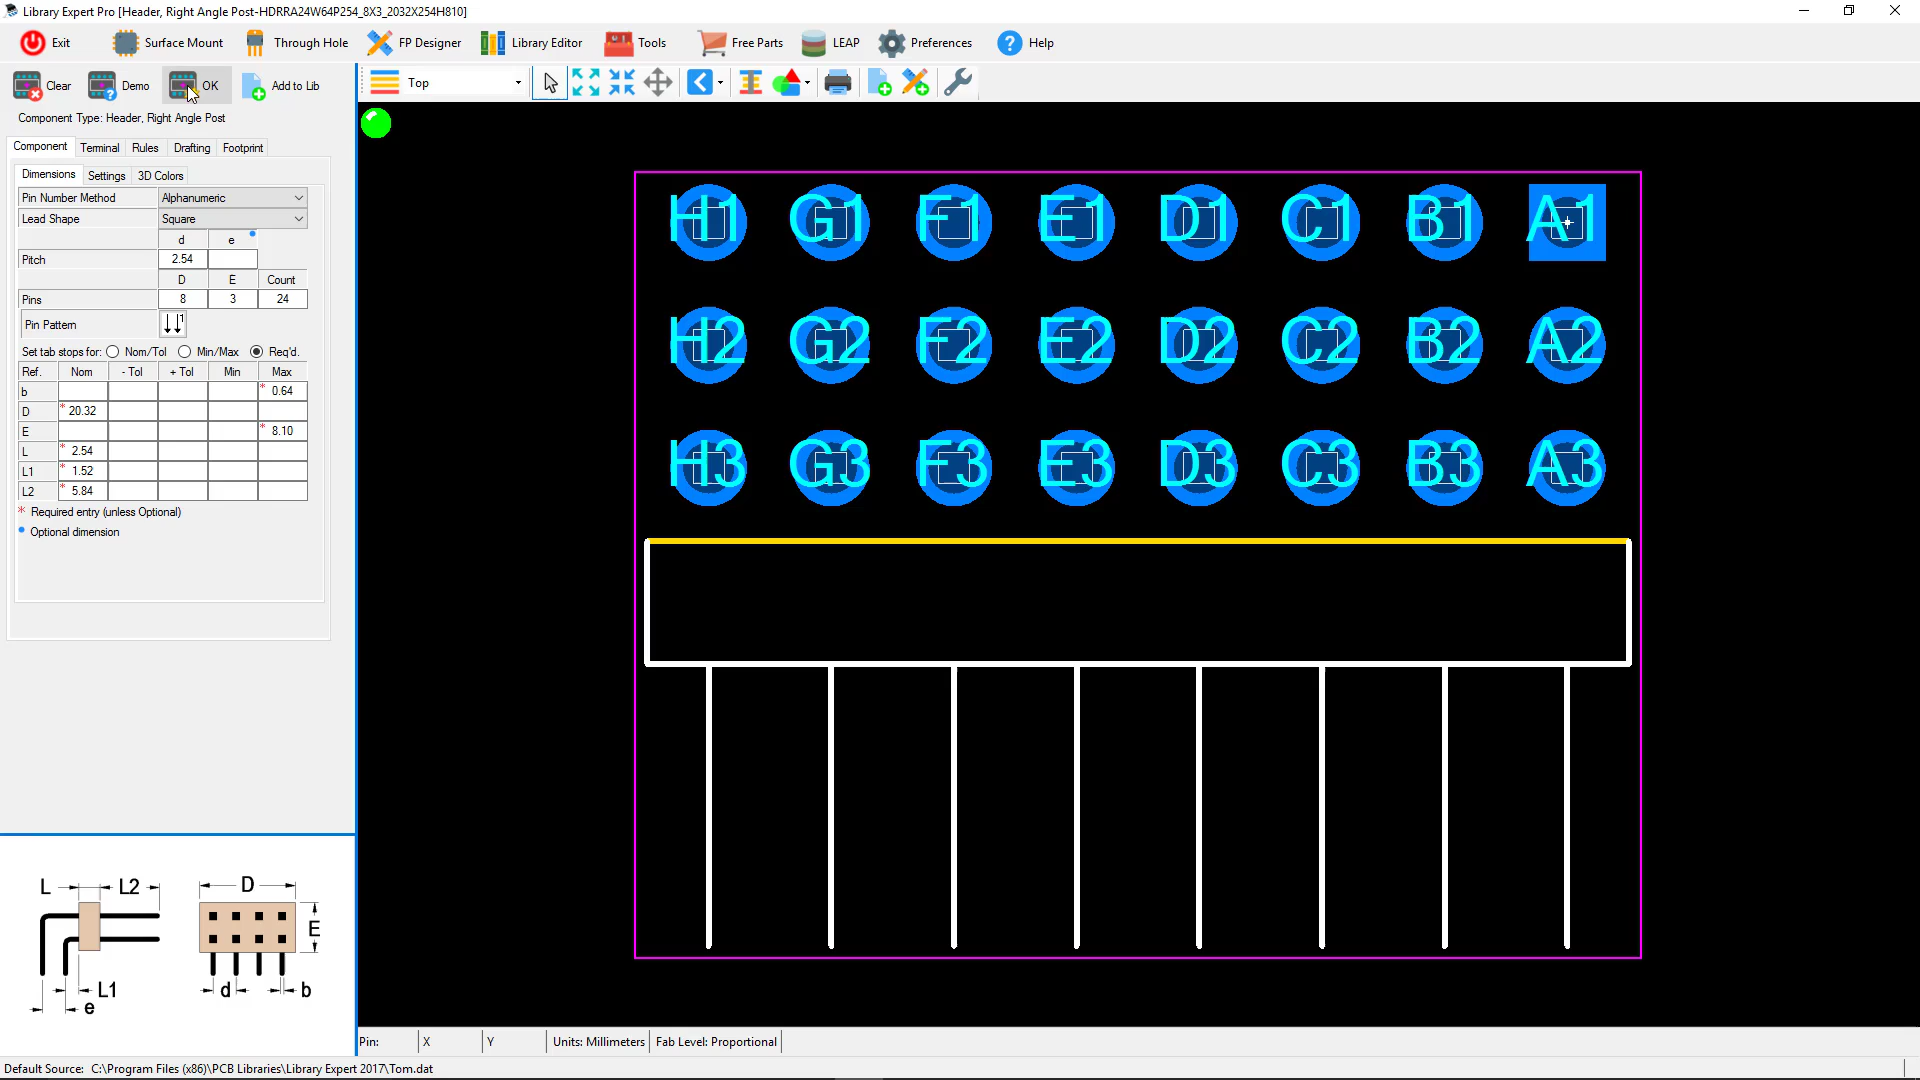 Library Expert Pro [Header, Right Angle Post-HDRRA24W64P254_8X3_2032X254H810]
Exit Surface Mount Through Hole FP Designer Library Editor Tools Free Parts LEAP Preferences ? Help
Clear ? Demo OK Add to Lib Top
Component Type: Header, Right Angle Post
Component Terminal Rules Drafting Footprint
Dimensions Settings 3D Colors
Pin Number Method Alphanumeric
Lead Shape Square
d e
Pitch 2.54
D E Count
Pins 8 3 24
Pin Pattern 1
Set tab stops for: Nom/Tol Min/Max Req'd.
Ref. Nom - Tol + Tol Min Max
b * 0.64
D * 20.32
E * 8.10
L * 2.54
L1 * 1.52
L2 * 5.84
* Required entry (unless Optional)
Optional dimension
H1 G1 F1 E1 D1 C1 B1 A1
H2 G2 F2 E2 D2 C2 B2 A2
H3 G3 F3 E3 D3 C3 B3 A3
L L2 D
E
L1 d b
e
Pin: X Y Units: Millimeters Fab Level: Proportional
Default Source: C:\Program Files (x86)\PCB Libraries\Library Expert 2017\Tom.dat